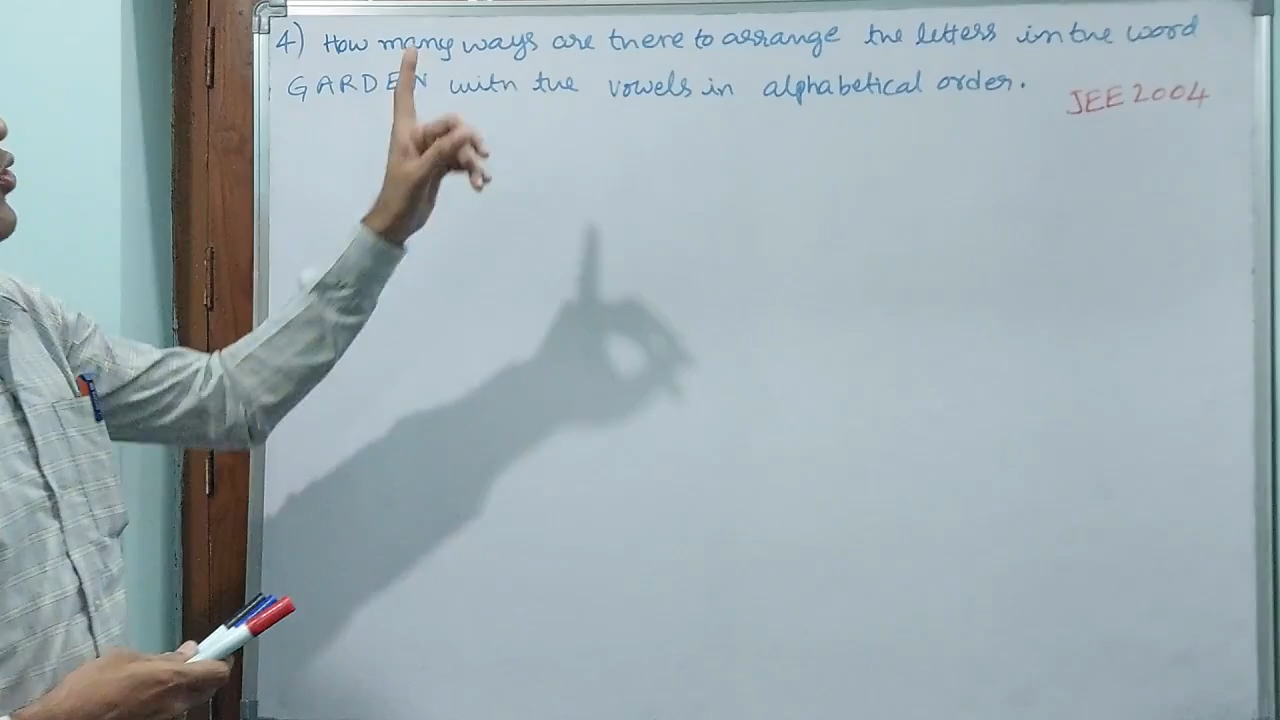 4) How many ways are there to arrange the letters in the word
GARDEN with the vowels in alphabetical order.
JEE 2004